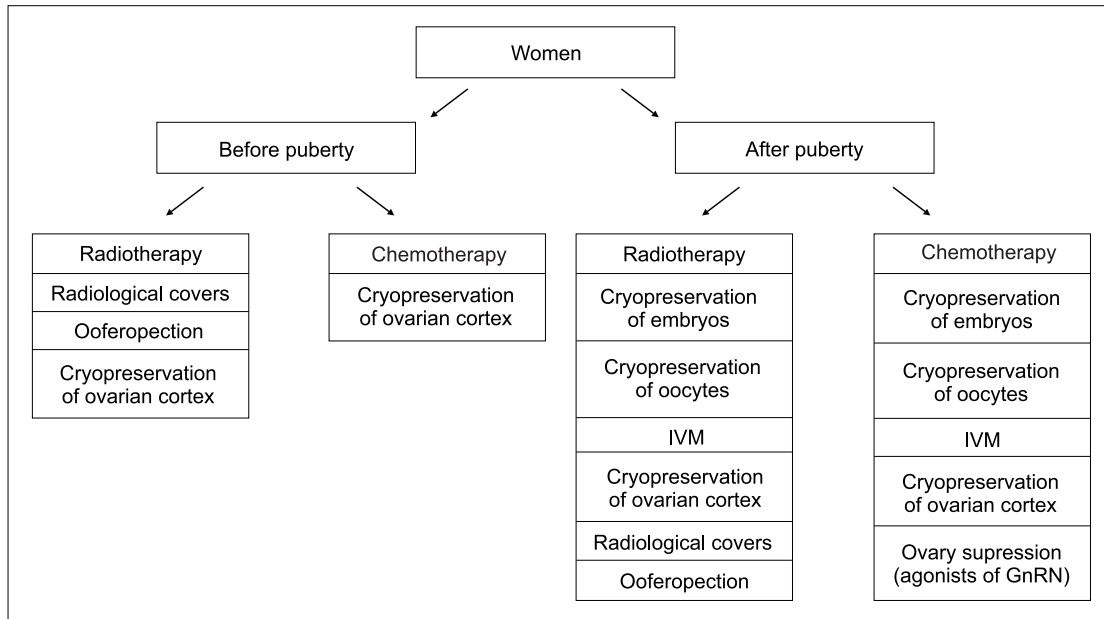 Women
Before puberty
After puberty
Radiotherapy
Radiological covers
Ooferopection
Cryopreservation
of ovarian cortex
Chemotherapy
Cryopreservation
of ovarian cortex
Radiotherapy
Cryopreservation
of embryos
Cryopreservation
of oocytes
IVM
Cryopreservation
of ovarian cortex
Radiological covers
Ooferopection
Chemotherapy
Cryopreservation
of embryos
Cryopreservation
of oocytes
IVM
Cryopreservation
of ovarian cortex
Ovary supression
(agonists of GnRN)